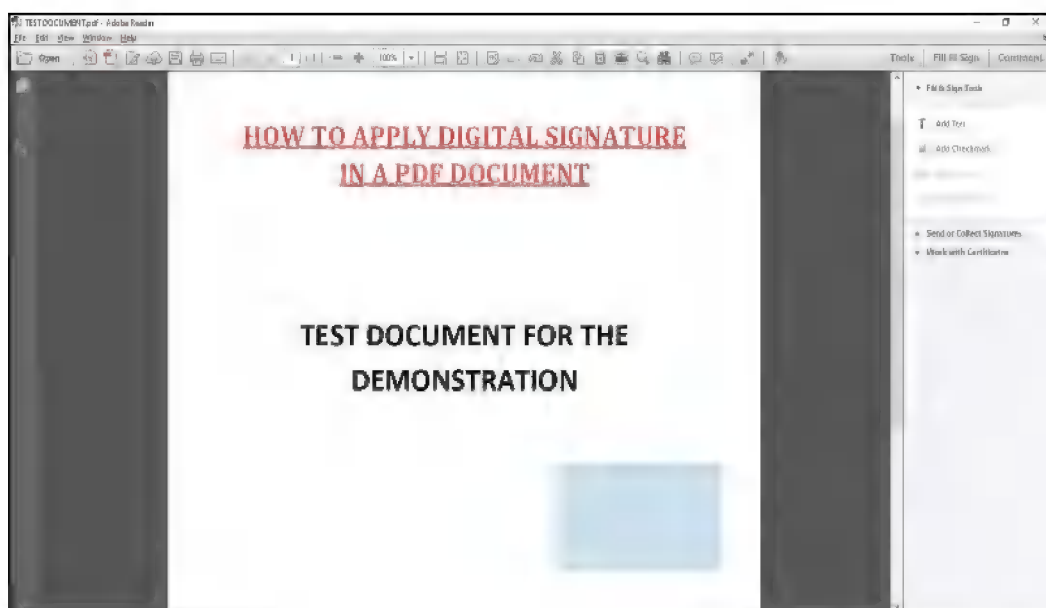 TESTDOCUMENT.pdf - Adobe Reader
File Edit View Window Help
Open 1 / 1 100% Tools Fill & Sign Comment
Fill & Sign Tools
T Add Text
Add Checkmark
Send or Collect Signatures
Work with Certificates
HOW TO APPLY DIGITAL SIGNATURE
IN A PDF DOCUMENT
TEST DOCUMENT FOR THE
DEMONSTRATION